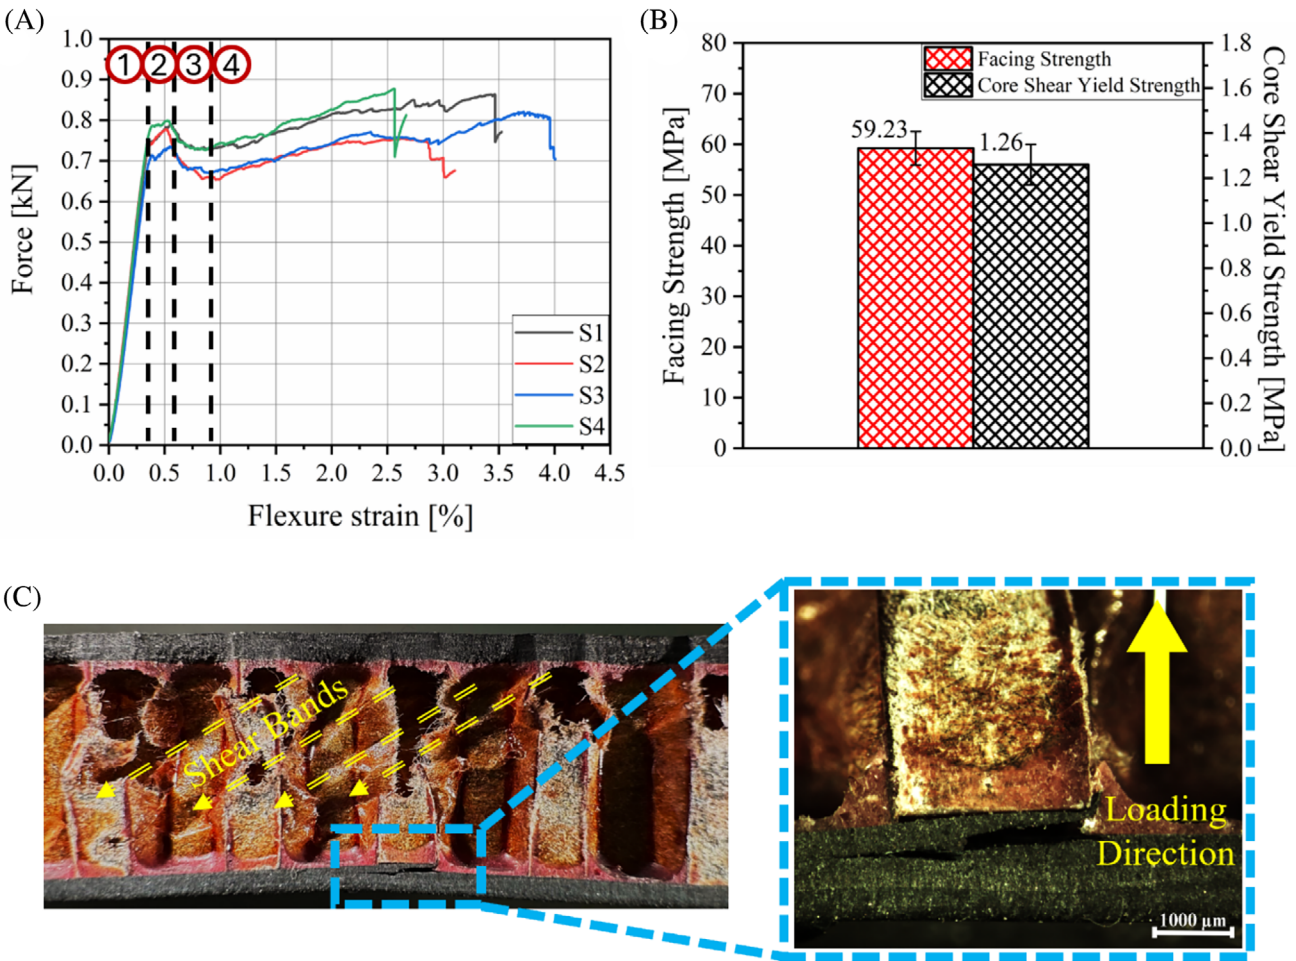 (A)
1.0
0.9
0.8
0.7
0.6
0.5
0.4
0.3
0.2
0.1
0.0
Force [kN]
1 2 3 4
S1
S2
S3
S4
0.0 0.5 1.0 1.5 2.0 2.5 3.0 3.5 4.0 4.5
Flexure strain [%]
(B)
80
70
60
50
40
30
20
10
0
Facing Strength [MPa]
Facing Strength
Core Shear Yield Strength
59.23
1.26
1.8
1.6
1.4
1.2
1.0
0.8
0.6
0.4
0.2
0.0
Core Shear Yield Strength [MPa]
(C)
Shear Bands
Loading
Direction
1000 µm